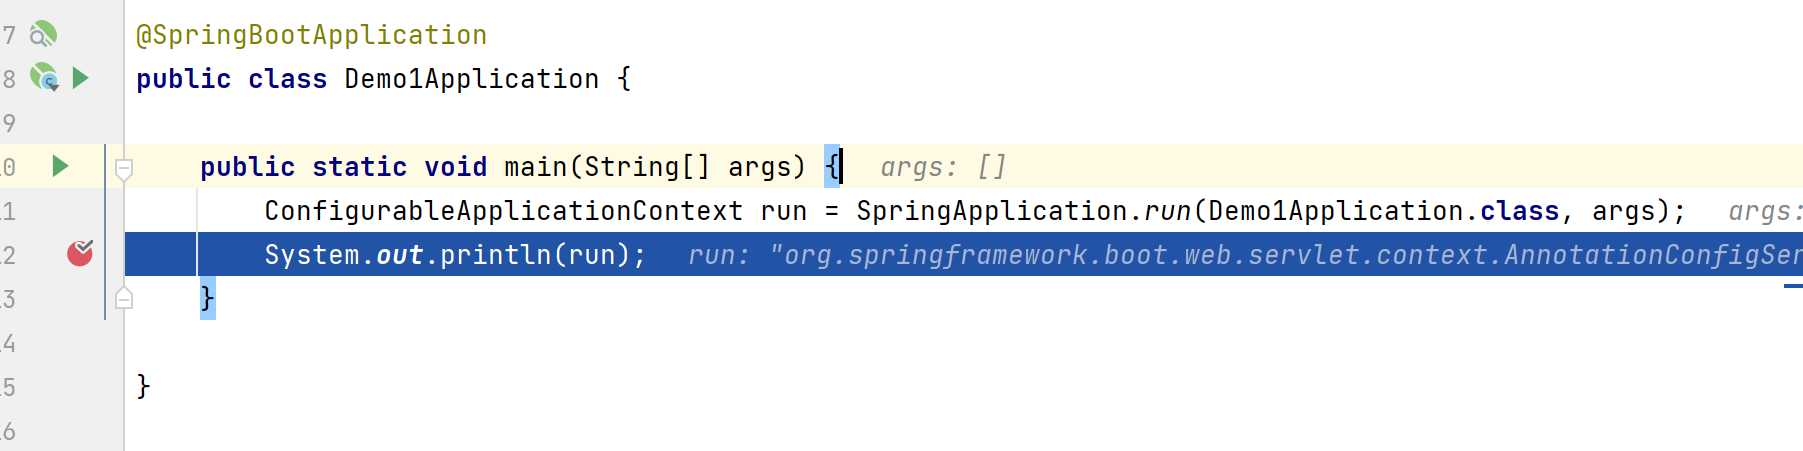 7 @SpringBootApplication
8 public class Demo1Application {
9
0 public static void main(String[] args) { args: []
1 ConfigurableApplicationContext run = SpringApplication.run(Demo1Application.class, args); args:
2 System.out.println(run); run: "org.springframework.boot.web.servlet.context.AnnotationConfigSer
3 }
4
5 }
6